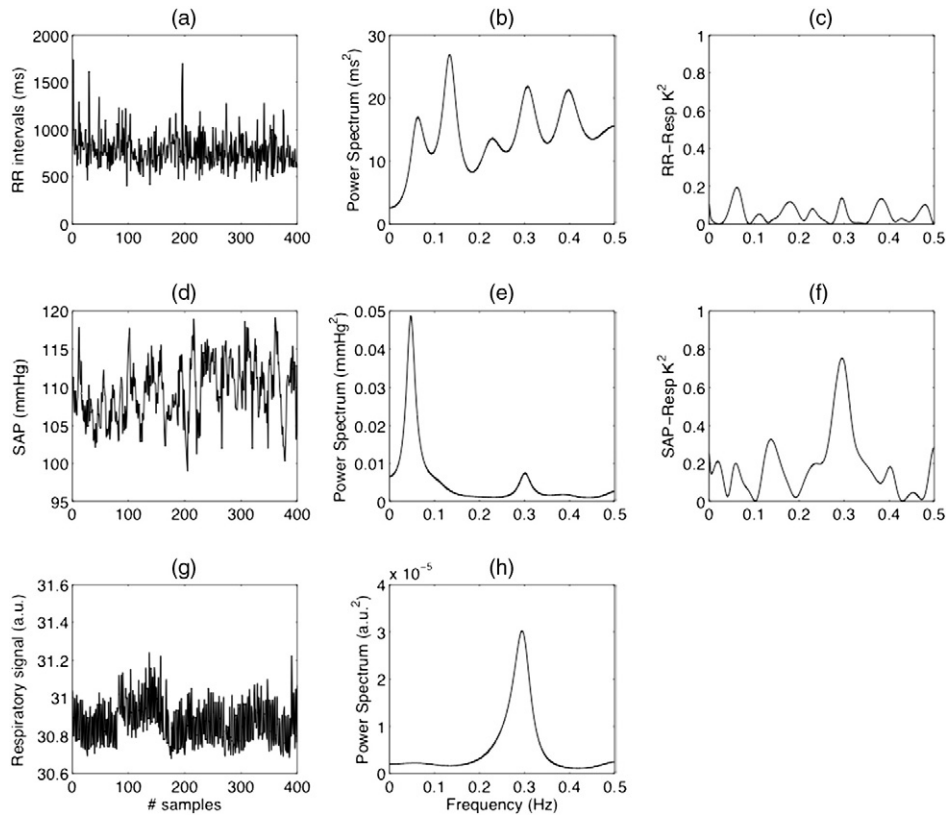 (a)
(b)
(c)
RR intervals (ms)
2000
1500
1000
500
0
0 100 200 300 400
Power Spectrum (ms²)
30
20
10
0
0 0.1 0.2 0.3 0.4 0.5
RR−Resp K²
1
0.8
0.6
0.4
0.2
0
0 0.1 0.2 0.3 0.4 0.5
(d)
(e)
(f)
SAP (mmHg)
120
115
110
105
100
95
0 100 200 300 400
Power Spectrum (mmHg²)
0.05
0.04
0.03
0.02
0.01
0
0 0.1 0.2 0.3 0.4 0.5
SAP−Resp K²
1
0.8
0.6
0.4
0.2
0
0 0.1 0.2 0.3 0.4 0.5
(g)
(h)
Respiratory signal (a.u.)
31.6
31.4
31.2
31
30.8
30.6
0 100 200 300 400
# samples
x 10⁻⁵
Power Spectrum (a.u.²)
4
3
2
1
0
0 0.1 0.2 0.3 0.4 0.5
Frequency (Hz)